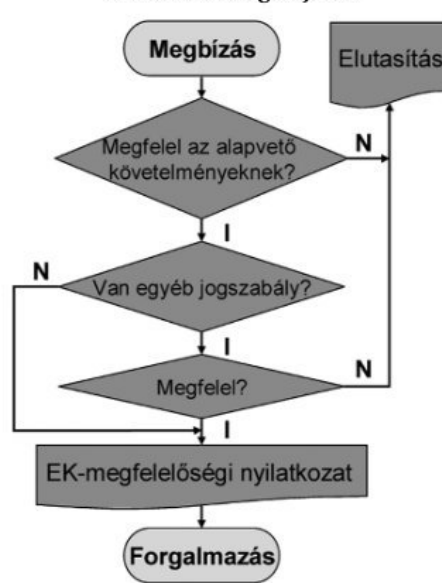 Megbízás
Elutasítás
Megfelel az alapvető
követelményeknek?
N
I
N
Van egyéb jogszabály?
I
Megfelel?
N
I
EK-megfelelőségi nyilatkozat
Forgalmazás